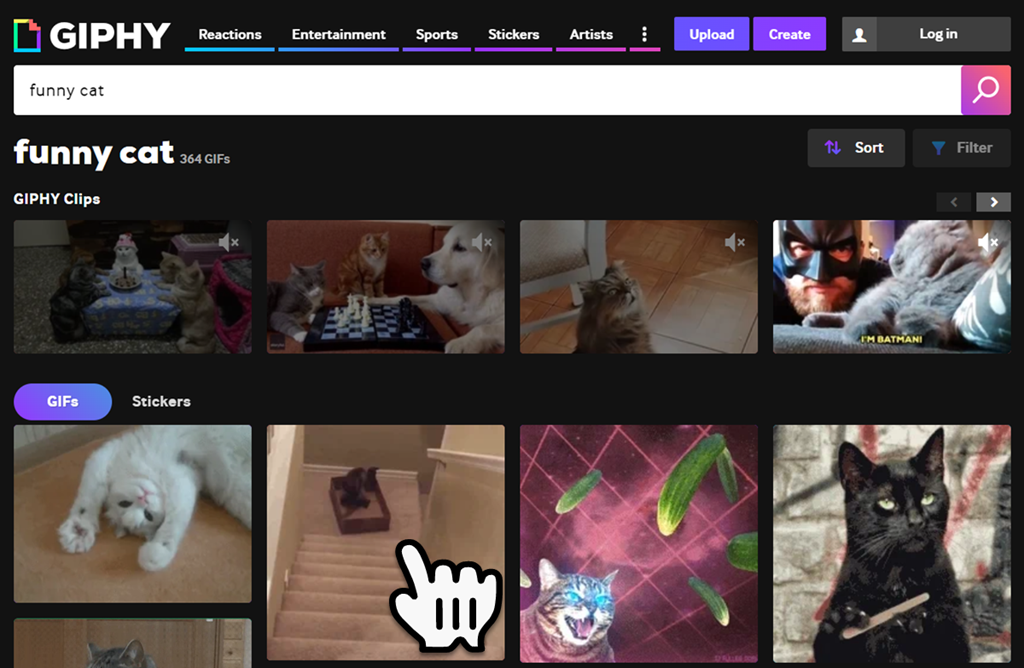 GIPHY
Reactions
Entertainment
Sports
Stickers
Artists
Upload
Create
Log in
funny cat
funny cat 364 GIFs
Sort
Filter
GIPHY Clips
I'M BATMAN!
GIFs
Stickers